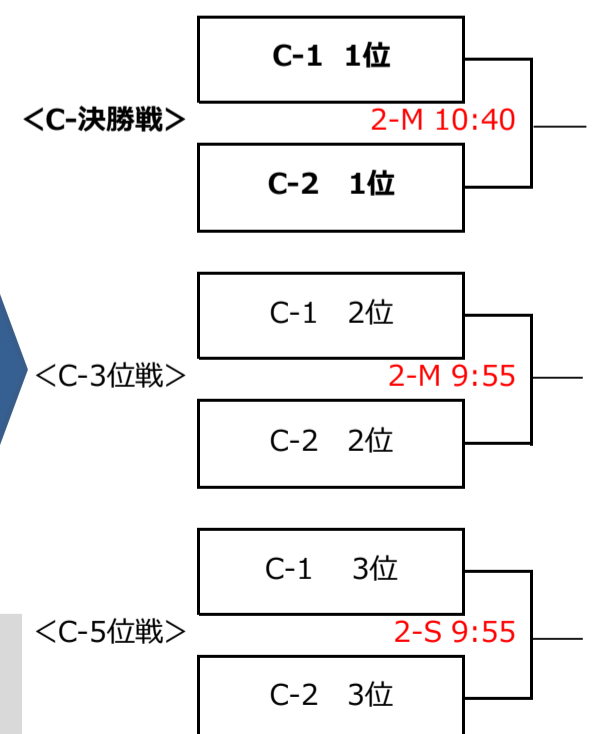 C-1 1位
<C-決勝戦>
2-M 10:40
C-2 1位
C-1 2位
<C-3位戦>
2-M 9:55
C-2 2位
C-1 3位
<C-5位戦>
2-S 9:55
C-2 3位